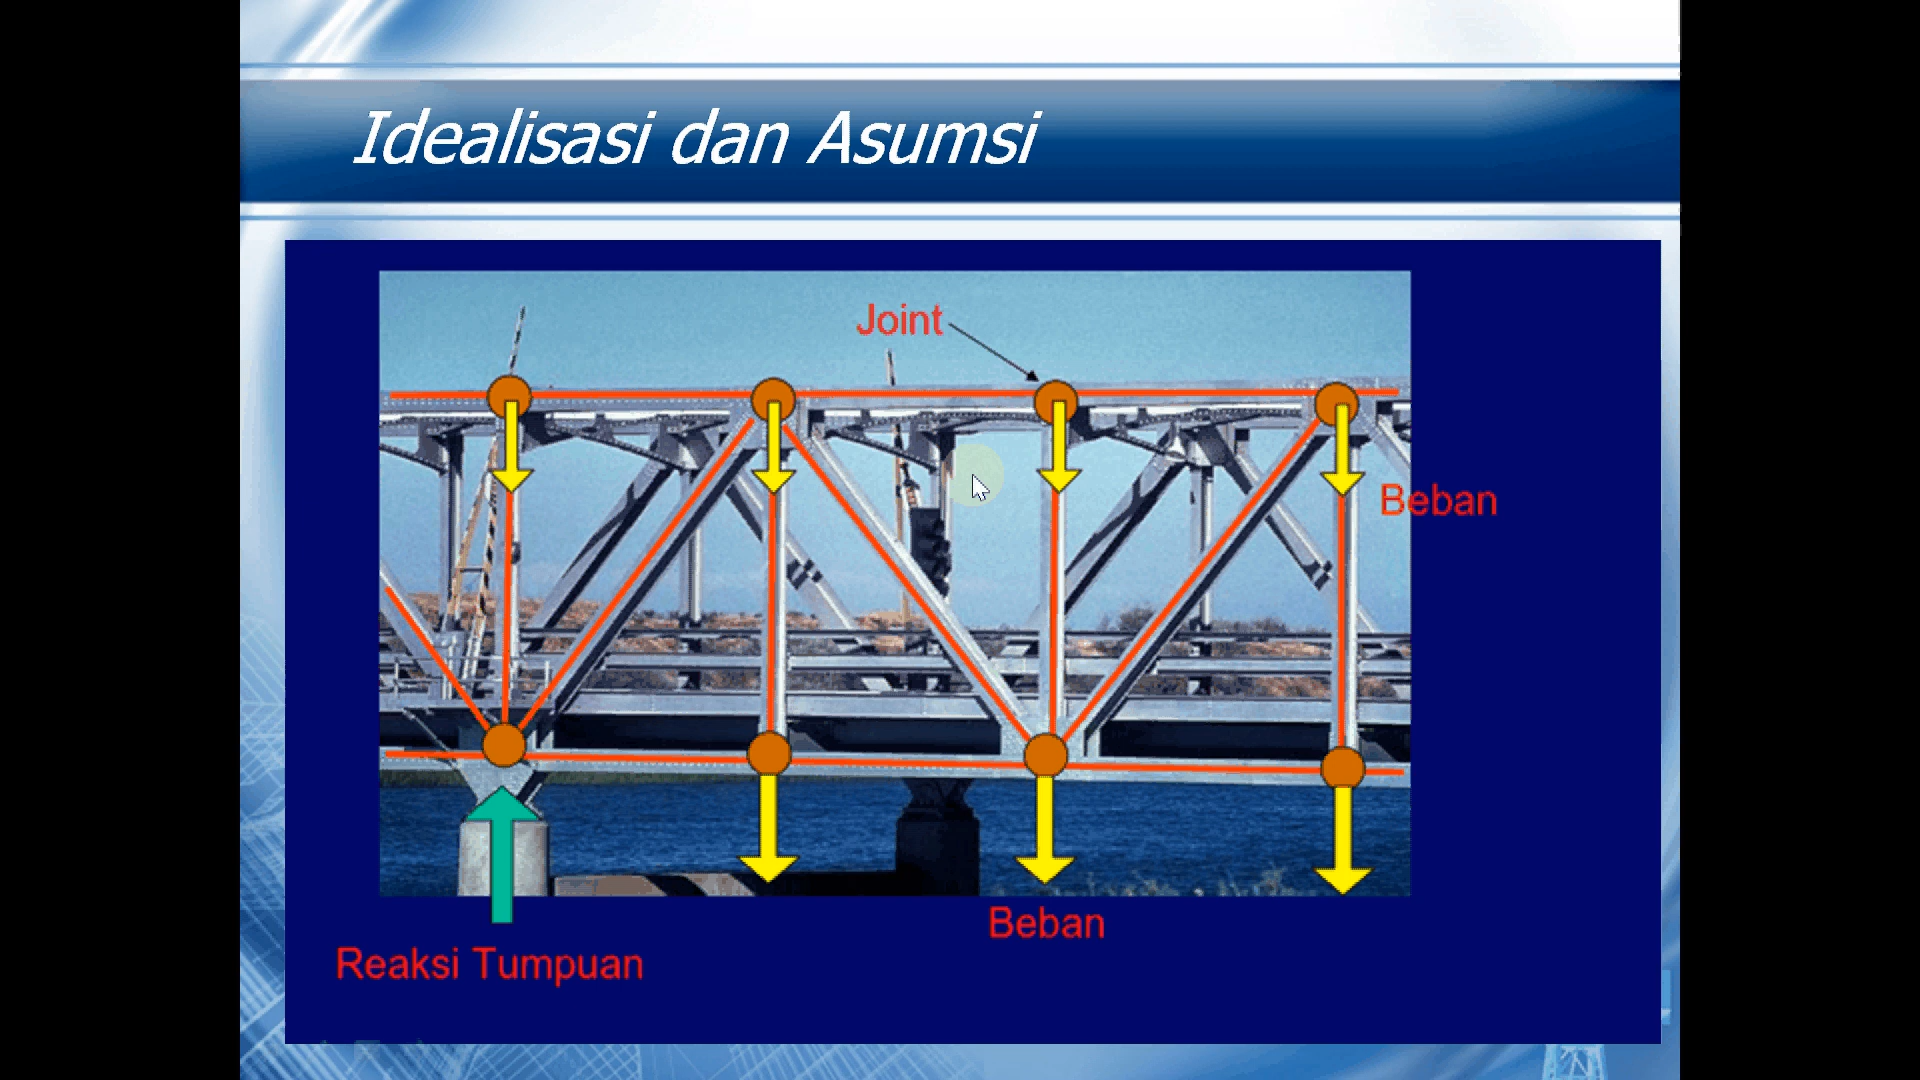 Idealisasi dan Asumsi
Joint
Beban
Beban
Reaksi Tumpuan